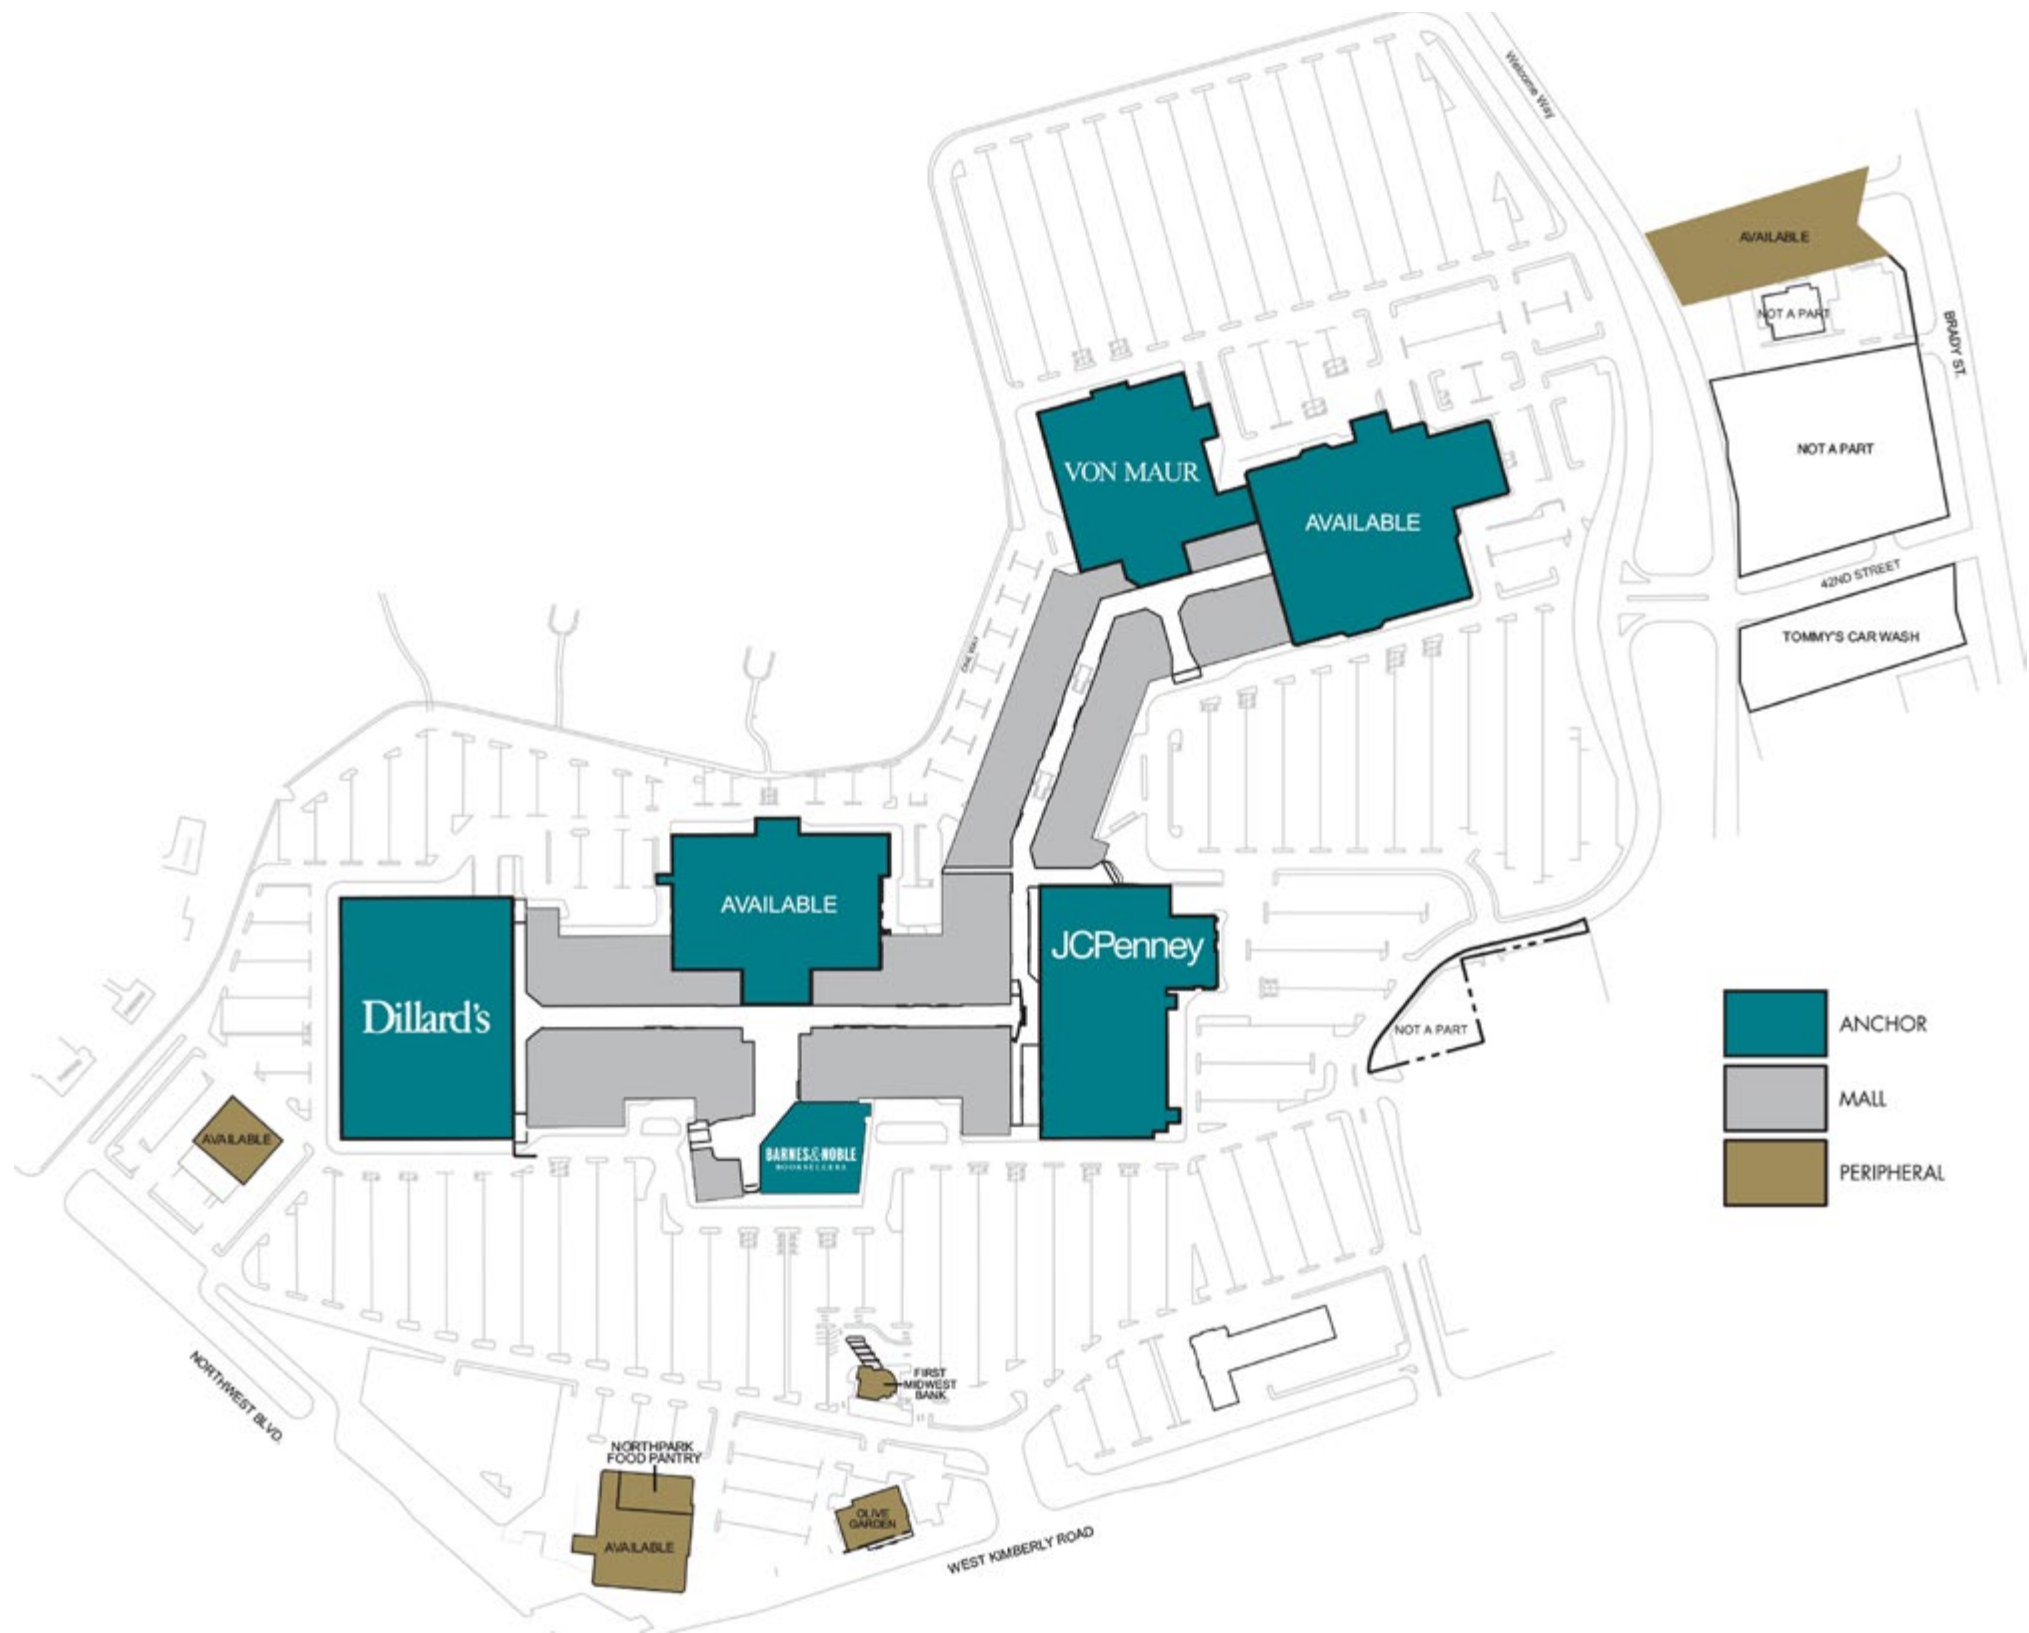 Welcome Way
AVAILABLE
NOT A PART
BRADY ST.
NOT A PART
VON MAUR
AVAILABLE
42ND STREET
TOMMY'S CAR WASH
ONE WAY
AVAILABLE
JCPenney
Dillard's
NOT A PART
ANCHOR
MALL
PERIPHERAL
AVAILABLE
BARNES&NOBLE
BOOKSELLERS
NORTHWEST BLVD.
FIRST
MIDWEST
BANK
NORTHPARK
FOOD PANTRY
AVAILABLE
OLIVE
GARDEN
WEST KIMBERLY ROAD